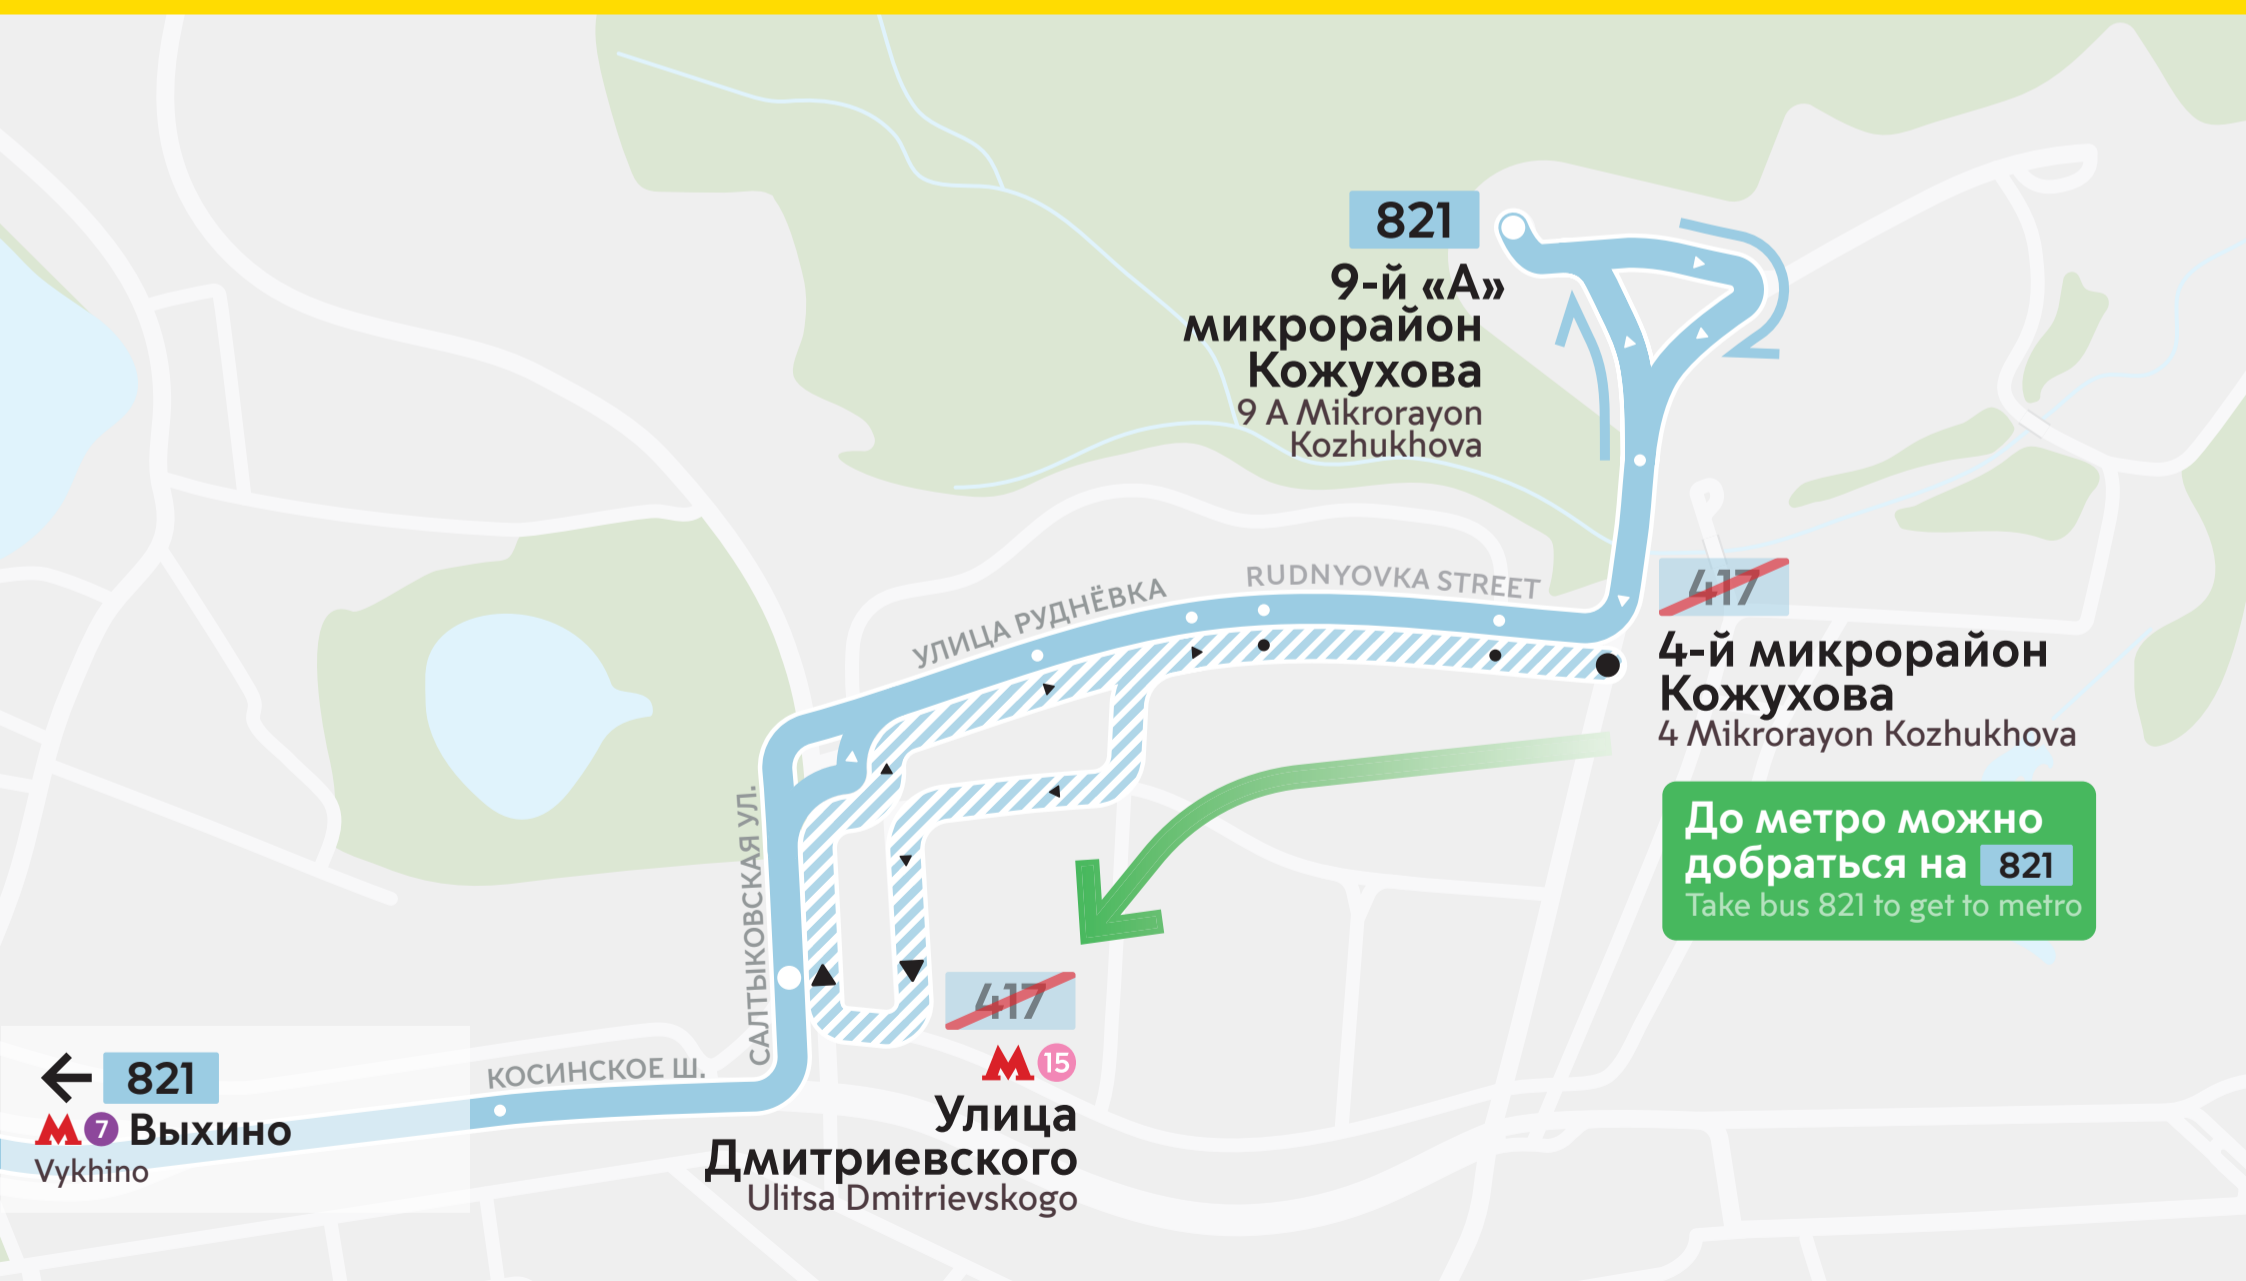 821
9-й «А»
микрорайон
Кожухова
9 A Mikrorayon
Kozhukhova
УЛИЦА РУДНЁВКА
RUDNYOVKA STREET
417
4-й микрорайон
Кожухова
4 Mikrorayon Kozhukhova
До метро можно
добраться на 821
Take bus 821 to get to metro
САЛТЫКОВСКАЯ УЛ.
417
М 15
Улица
Дмитриевского
Ulitsa Dmitrievskogo
КОСИНСКОЕ Ш.
821
М 7 Выхино
Vykhino